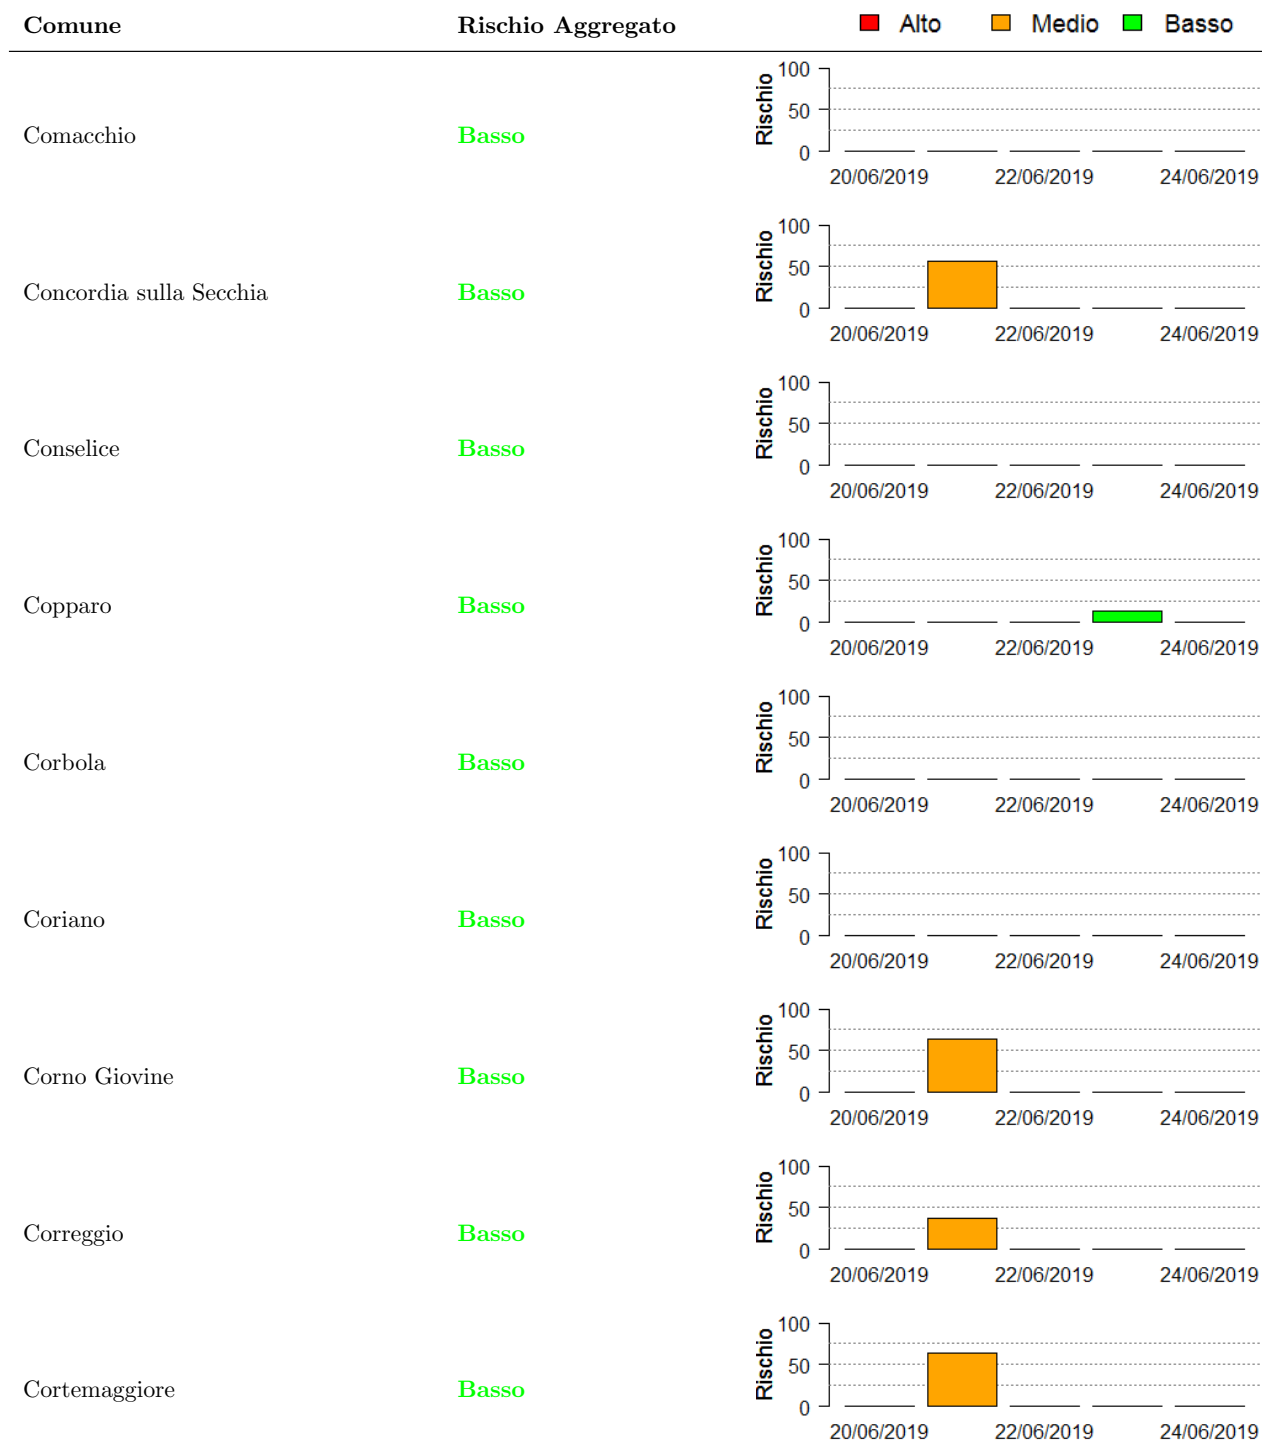 Comune Rischio Aggregato Alto Medio Basso
100
50
0
Rischio
Comacchio Basso
20/06/2019 22/06/2019 24/06/2019
100
50
0
Rischio
Concordia sulla Secchia Basso
20/06/2019 22/06/2019 24/06/2019
100
50
0
Rischio
Conselice Basso
20/06/2019 22/06/2019 24/06/2019
100
50
0
Rischio
Copparo Basso
20/06/2019 22/06/2019 24/06/2019
100
50
0
Rischio
Corbola Basso
20/06/2019 22/06/2019 24/06/2019
100
50
0
Rischio
Coriano Basso
20/06/2019 22/06/2019 24/06/2019
100
50
0
Rischio
Corno Giovine Basso
20/06/2019 22/06/2019 24/06/2019
100
50
0
Rischio
Correggio Basso
20/06/2019 22/06/2019 24/06/2019
100
50
0
Rischio
Cortemaggiore Basso
20/06/2019 22/06/2019 24/06/2019